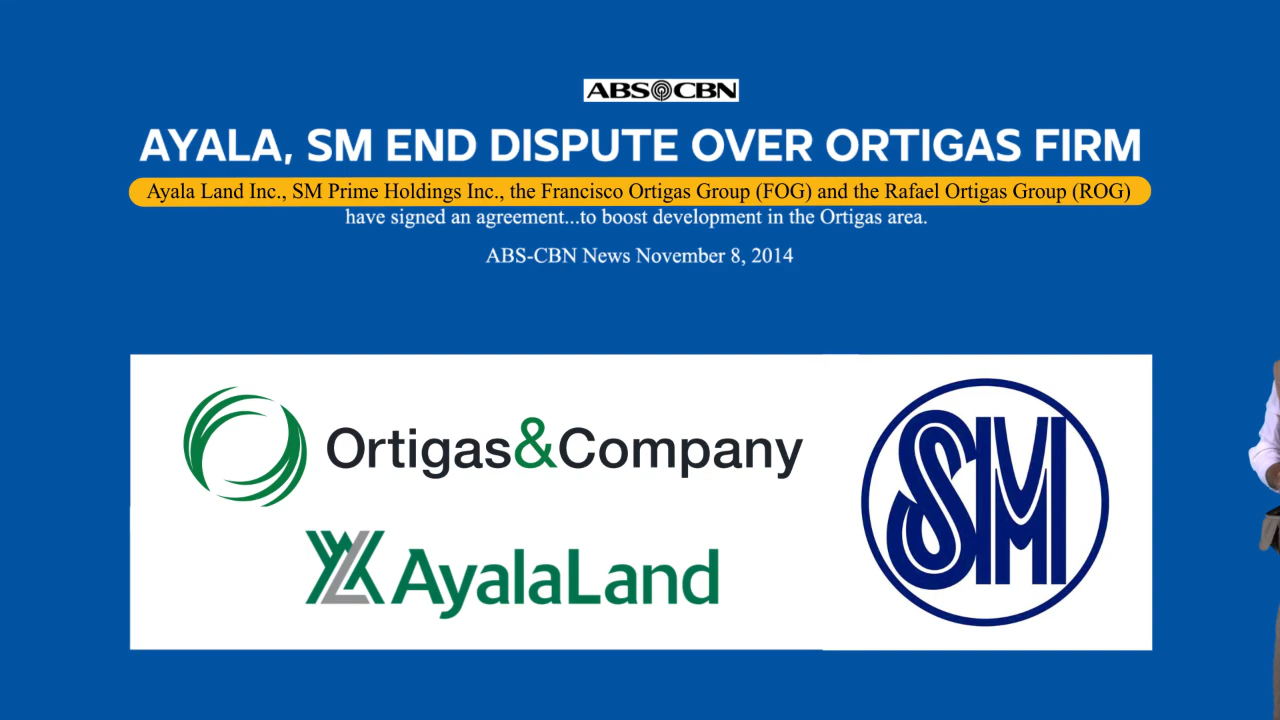 ABS CBN
AYALA, SM END DISPUTE OVER ORTIGAS FIRM
Ayala Land Inc., SM Prime Holdings Inc., the Francisco Ortigas Group (FOG) and the Rafael Ortigas Group (ROG)
have signed an agreement...to boost development in the Ortigas area.
ABS-CBN News November 8, 2014
Ortigas&Company
AyalaLand
SM